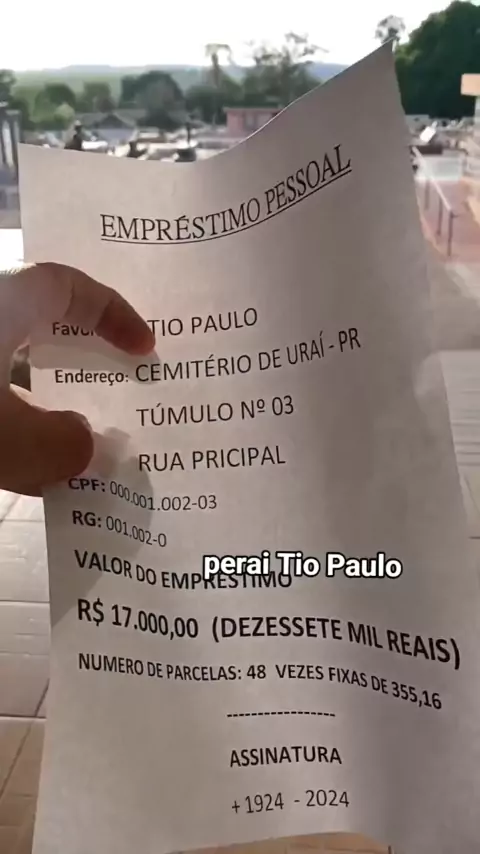 EMPRÉSTIMO PESSOAL
TIO PAULO
Endereço: CEMITÉRIO DE URAÍ - PR
TÚMULO Nº 03
RUA PRICIPAL
CPF: 000.001.002-03
RG: 001.002-0
perai Tio Paulo
VALOR DO EMPRÉSTIMO
R$ 17.000,00 (DEZESSETE MIL REAIS)
NUMERO DE PARCELAS: 48 VEZES FIXAS DE 355,16
-----------------
ASSINATURA
+ 1924 - 2024